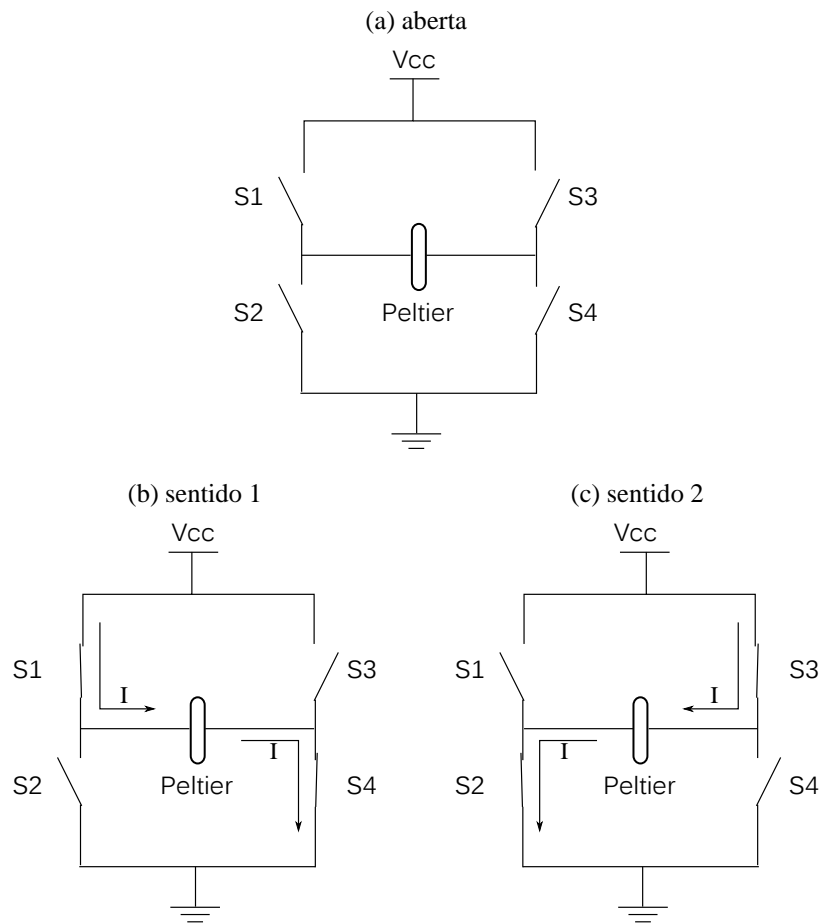 (a) aberta
Vcc
S1
S3
S2
Peltier
S4
(b) sentido 1
Vcc
S1
S3
I
I
S2
Peltier
S4
(c) sentido 2
Vcc
S1
S3
I
I
S2
Peltier
S4